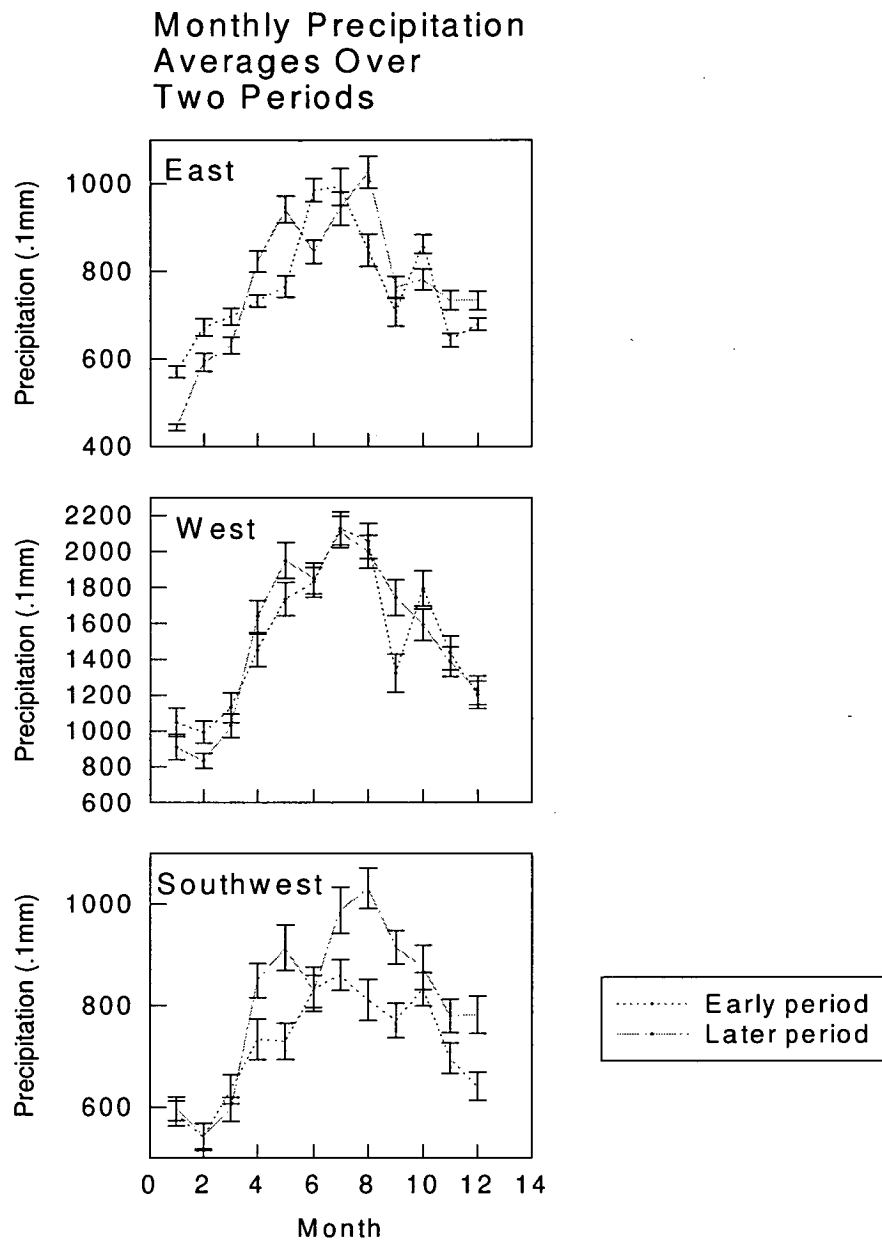 Monthly Precipitation
Averages Over
Two Periods
East
Precipitation (.1mm)
1000
800
600
400
West
Precipitation (.1mm)
2200
2000
1800
1600
1400
1200
1000
800
600
Southwest
Precipitation (.1mm)
1000
800
600
0 2 4 6 8 10 12 14
Month
Early period
Later period